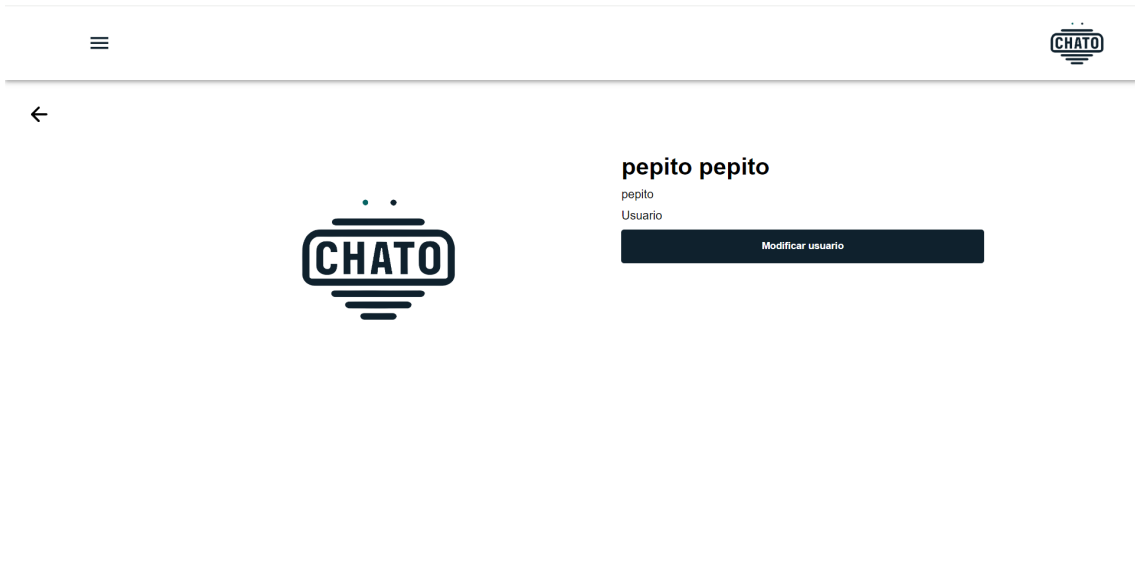 CHATO
CHATO
pepito pepito
pepito
Usuario
Modificar usuario